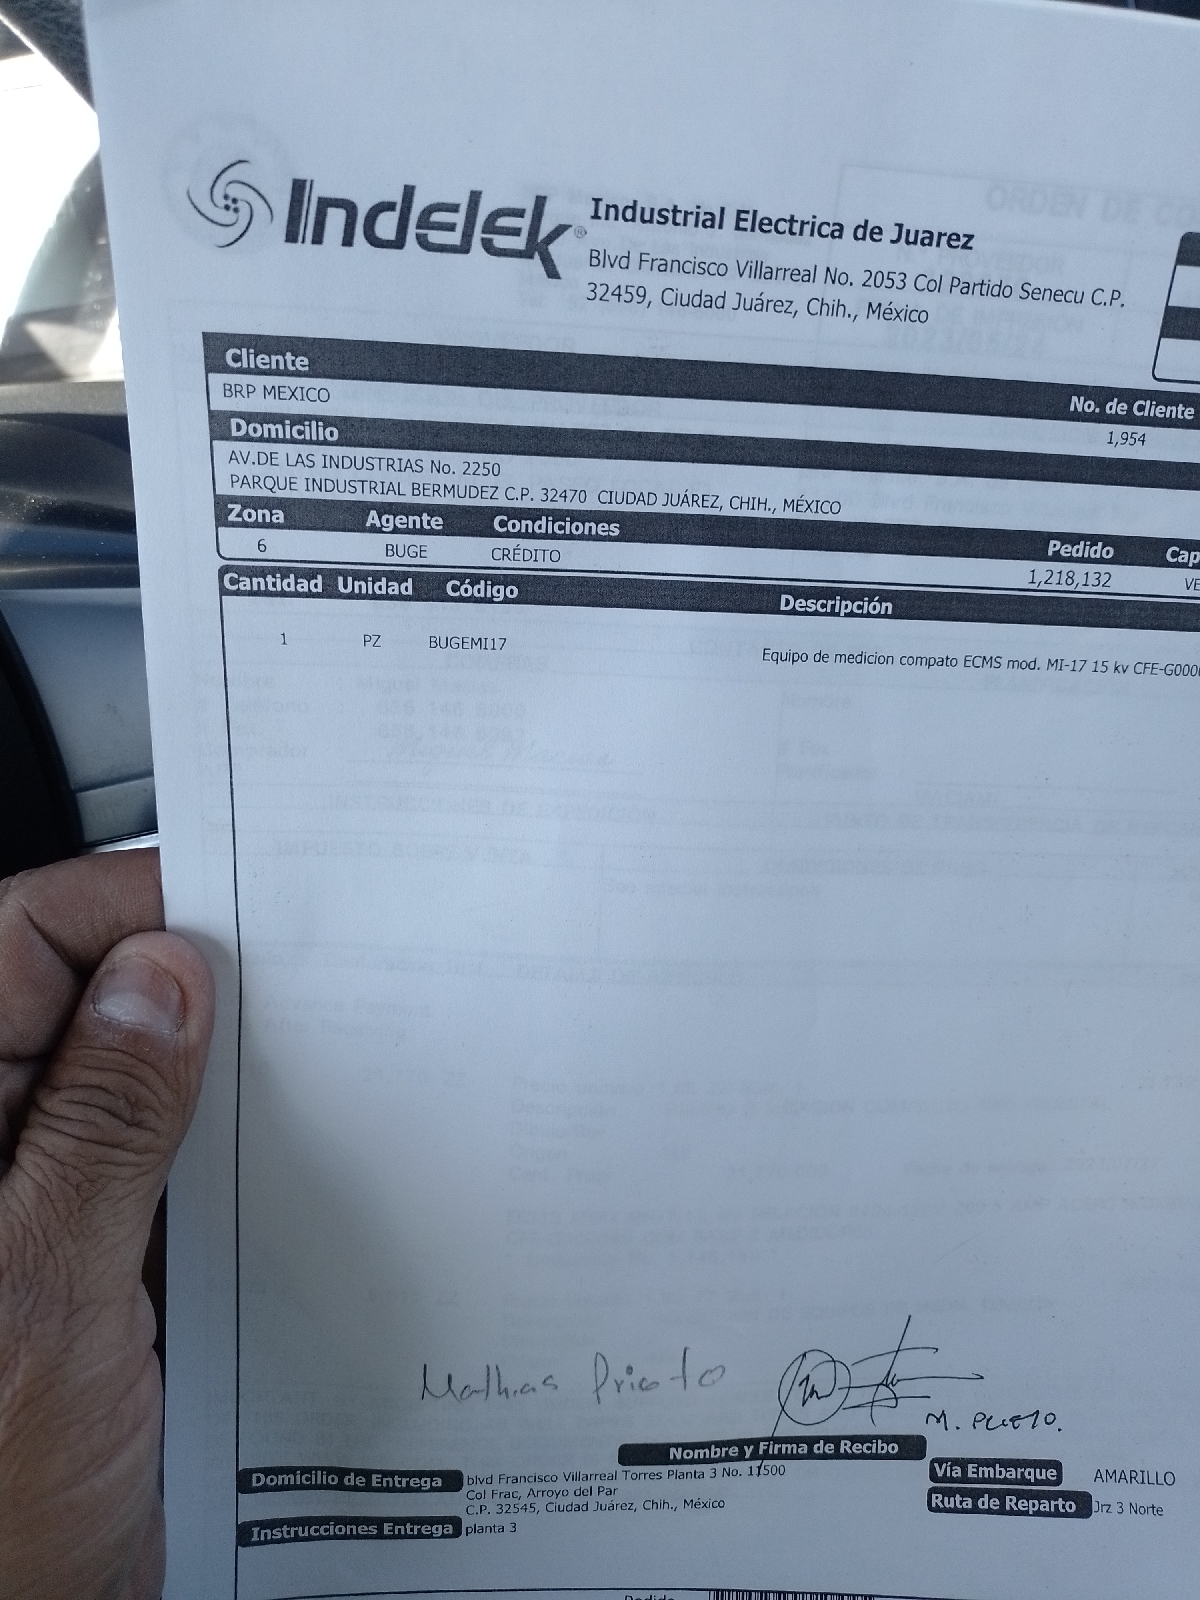 Indelek®
Industrial Electrica de Juarez
Blvd Francisco Villarreal No. 2053 Col Partido Senecu C.P.
32459, Ciudad Juárez, Chih., México
Cliente No. de Cliente
BRP MEXICO 1,954
Domicilio
AV.DE LAS INDUSTRIAS No. 2250
PARQUE INDUSTRIAL BERMUDEZ C.P. 32470 CIUDAD JUÁREZ, CHIH., MÉXICO
Zona Agente Condiciones Pedido Cap
6 BUGE CRÉDITO 1,218,132 VE
Cantidad Unidad Código Descripción
1 PZ BUGEMI17 Equipo de medicion compato ECMS mod. MI-17 15 kv CFE-G000
Mathias Prieto
M. PRIETO.
Nombre y Firma de Recibo
Domicilio de Entrega blvd Francisco Villarreal Torres Planta 3 No. 11500
Col Frac, Arroyo del Par
C.P. 32545, Ciudad Juárez, Chih., México
Vía Embarque AMARILLO
Ruta de Reparto Jrz 3 Norte
Instrucciones Entrega planta 3
Pedido